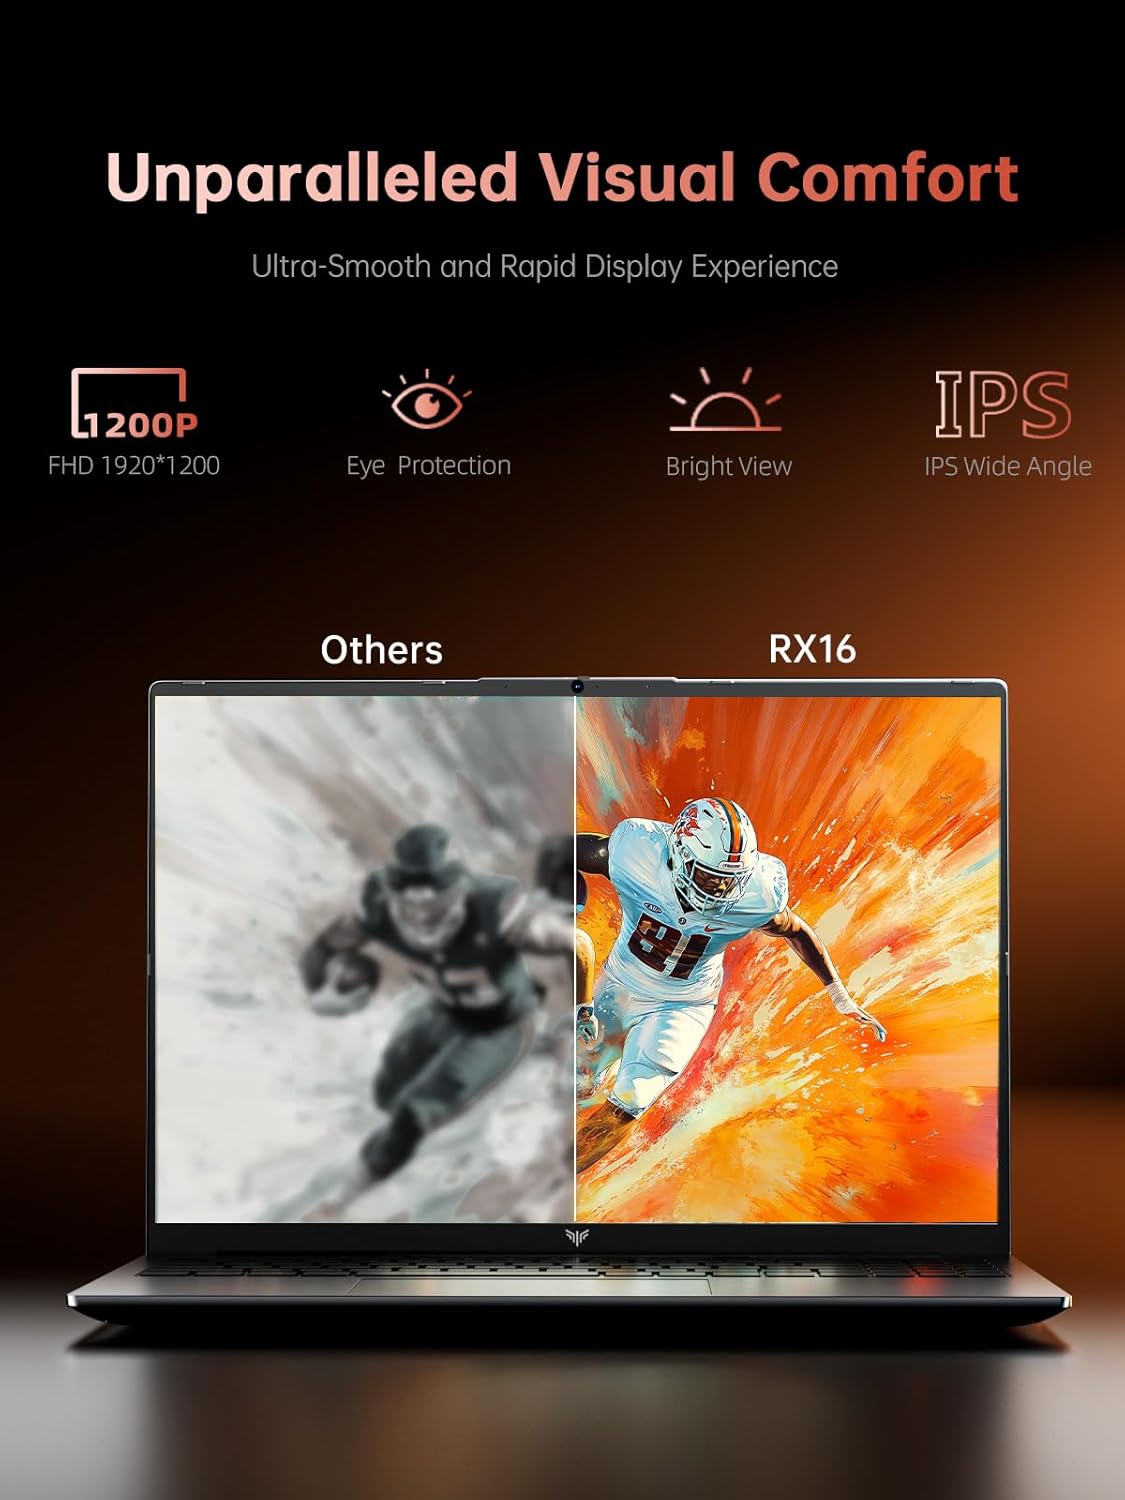 Unparalleled Visual Comfort
Ultra-Smooth and Rapid Display Experience
1200P
FHD 1920*1200
Eye Protection
Bright View
IPS
IPS Wide Angle
Others
RX16
81